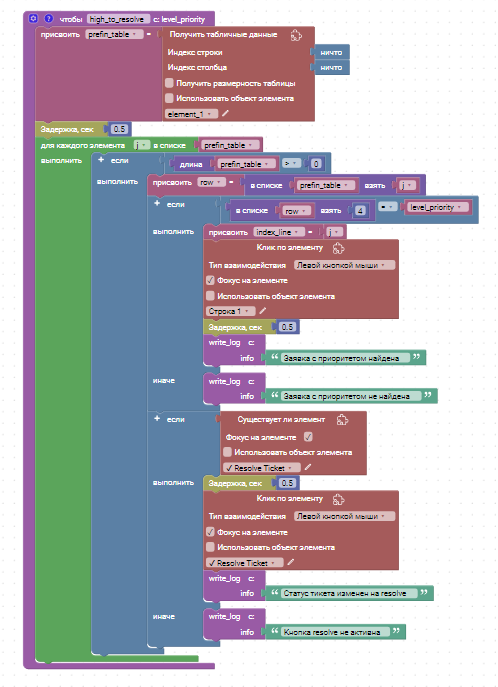 чтобы high_to_resolve с: level_priority
присвоить prefin_table = Получить табличные данные
Индекс строки ничто
Индекс столбца ничто
Получить размерность таблицы
Использовать объект элемента
element_1
Задержка, сек 0.5
для каждого элемента j в списке prefin_table
выполнить если длина prefin_table > 0
выполнить присвоить row = в списке prefin_table взять j
если в списке row взять 4 = level_priority
выполнить присвоить index_line = j
Клик по элементу
Тип взаимодействия Левой кнопкой мыши
Фокус на элементе
Использовать объект элемента
Строка 1
Задержка, сек 0.5
write_log с:
info “ Заявка с приоритетом найдена ”
иначе write_log с:
info “ Заявка с приоритетом не найдена ”
если Существует ли элемент
Фокус на элементе
Использовать объект элемента
✓ Resolve Ticket
выполнить Задержка, сек 0.5
Клик по элементу
Тип взаимодействия Левой кнопкой мыши
Фокус на элементе
Использовать объект элемента
✓ Resolve Ticket
write_log с:
info “ Статус тикета изменен на resolve ”
иначе write_log с:
info “ Кнопка resolve не активна ”